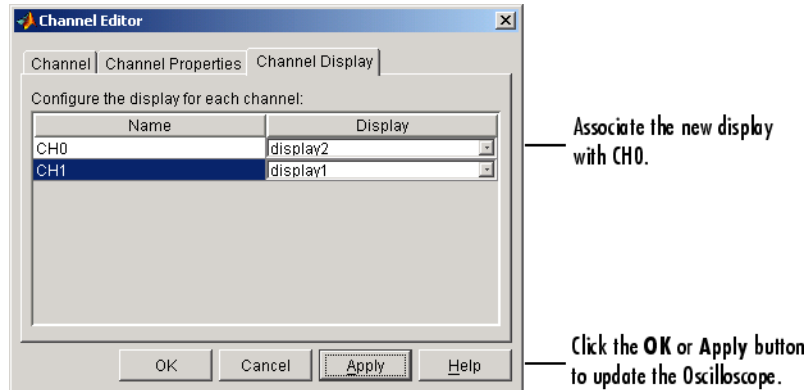 Channel Editor
Channel Channel Properties Channel Display
Configure the display for each channel:
Name Display
CH0 display2
CH1 display1
Associate the new display
with CH0.
OK Cancel Apply Help
Click the OK or Apply button
to update the Oscilloscope.